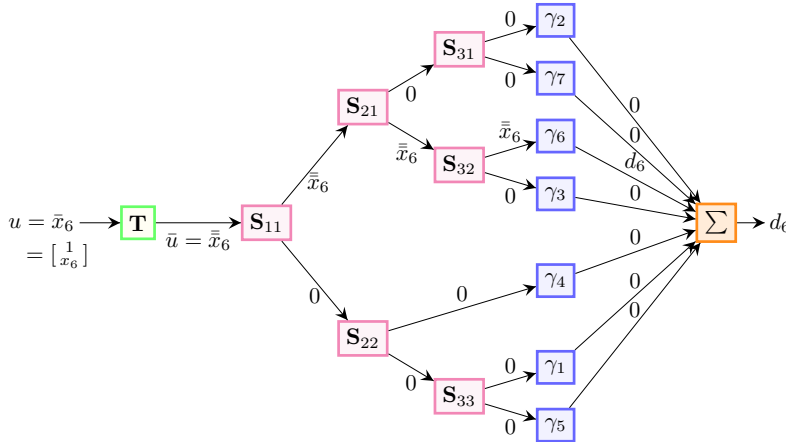 0
γ₂
S₃₁
0
γ₇
S₂₁
0
0
x̿₆
γ₆
0
d₆
x̿₆
S₃₂
0
γ₃
0
x̿₆
u = x̄₆
T
ū = x̿₆
S₁₁
∑
d₆
= [ 1 x₆ ]
0
0
γ₄
0
0
0
S₂₂
0
γ₁
0
S₃₃
0
γ₅